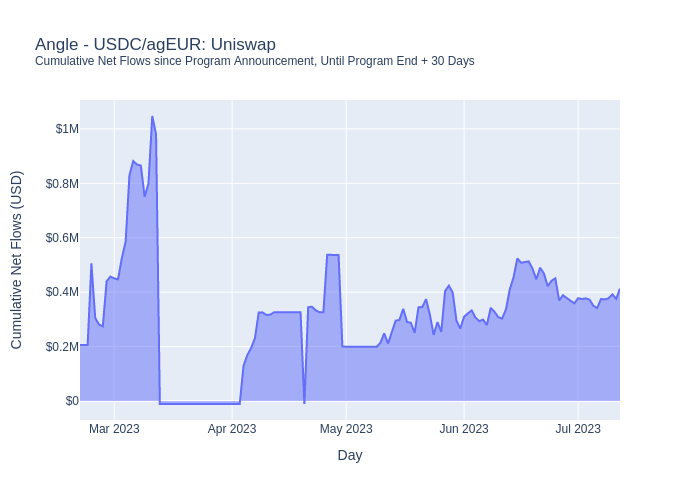 Angle - USDC/agEUR: Uniswap
Cumulative Net Flows since Program Announcement, Until Program End + 30 Days
Cumulative Net Flows (USD)
$1M
$0.8M
$0.6M
$0.4M
$0.2M
$0
Mar 2023
Apr 2023
May 2023
Jun 2023
Jul 2023
Day